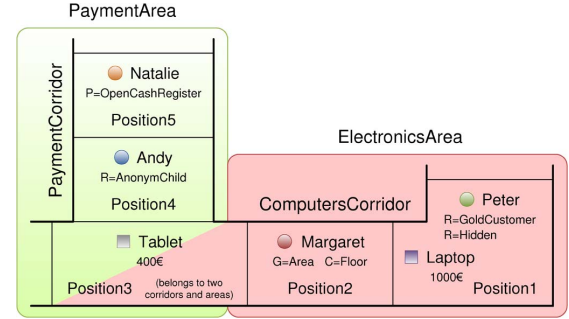 PaymentArea
PaymentCorridor
Natalie
P=OpenCashRegister
Position5
Andy
R=AnonymChild
Position4
ElectronicsArea
ComputersCorridor
Peter
R=GoldCustomer
R=Hidden
Tablet
400€
(belongs to two
corridors and areas)
Position3
Margaret
G=Area C=Floor
Position2
Laptop
1000€
Position1